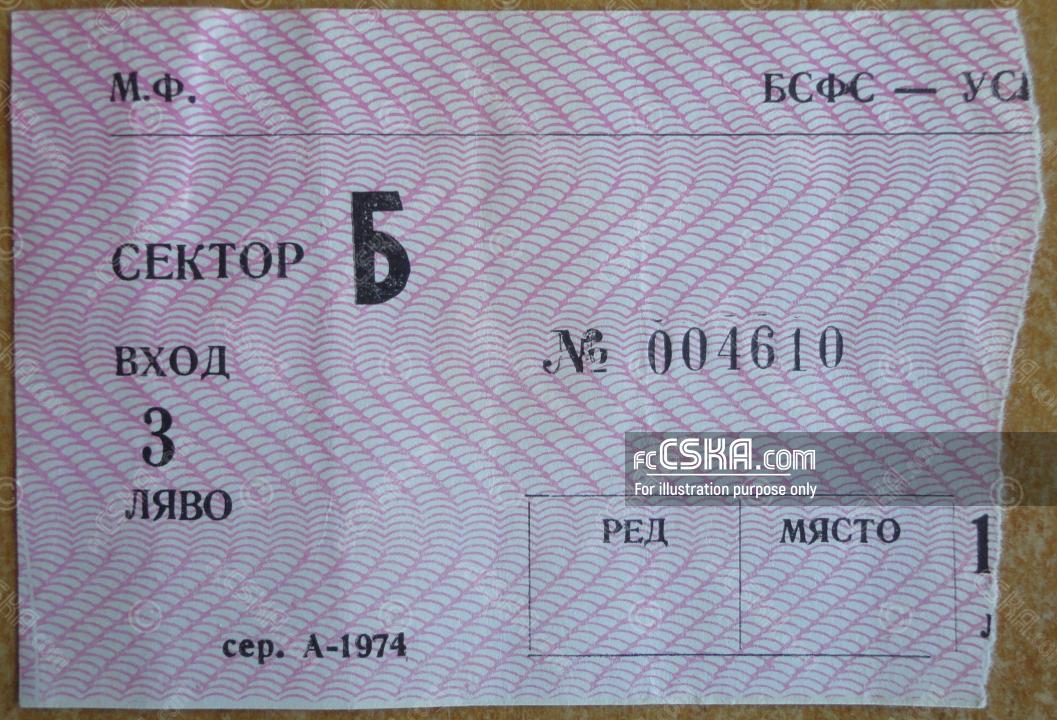 М.Ф. БСФС — УС
СЕКТОР Б
ВХОД
№ 004610
3
fcCSKA.com
For illustration purpose only
ЛЯВО
РЕД МЯСТО 1
сер. А-1974